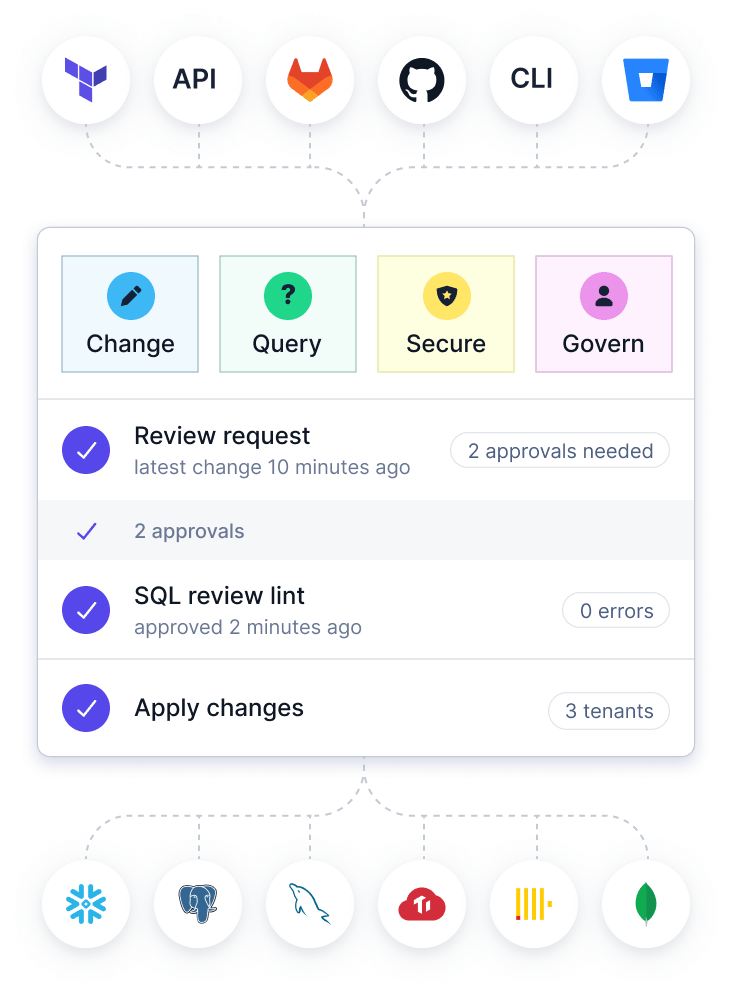 API
CLI
?
Change
Query
Secure
Govern
Review request
latest change 10 minutes ago
2 approvals needed
2 approvals
SQL review lint
approved 2 minutes ago
0 errors
Apply changes
3 tenants